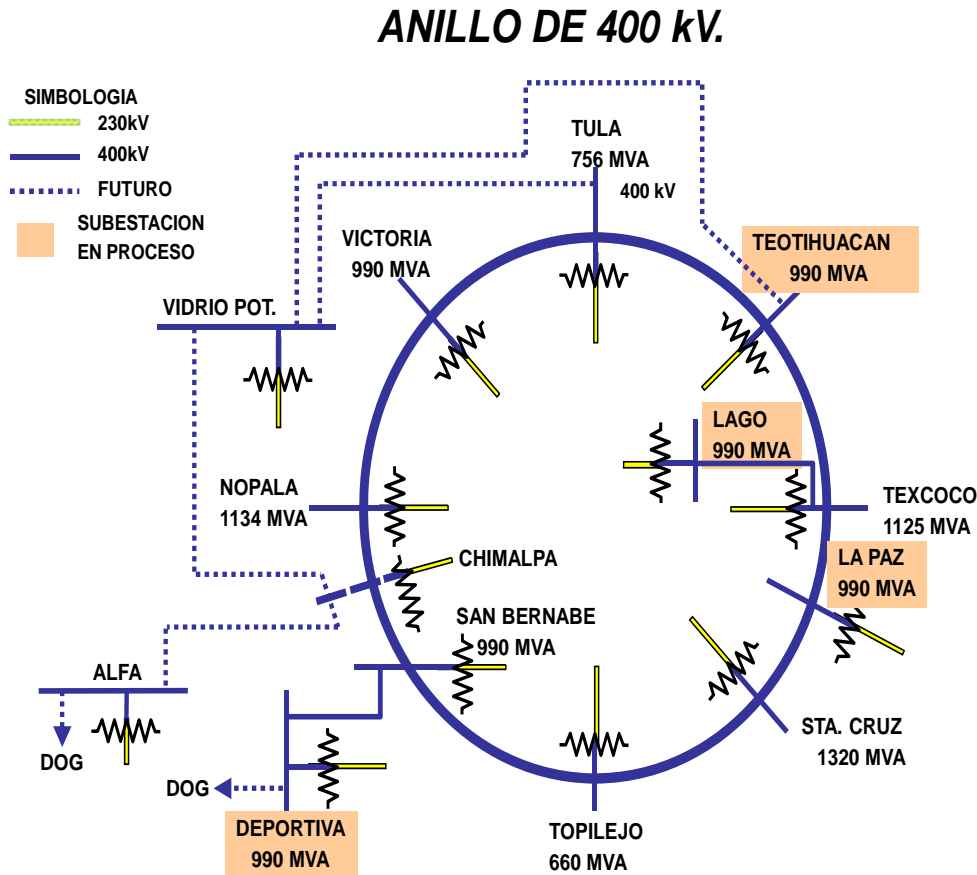 ANILLO DE 400 kV.
SIMBOLOGIA
230kV
400kV
FUTURO
SUBESTACION
EN PROCESO
TULA
756 MVA
400 kV
VICTORIA
990 MVA
TEOTIHUACAN
990 MVA
VIDRIO POT.
LAGO
990 MVA
NOPALA
1134 MVA
TEXCOCO
1125 MVA
CHIMALPA
LA PAZ
990 MVA
SAN BERNABE
990 MVA
ALFA
DOG
STA. CRUZ
1320 MVA
DOG
DEPORTIVA
990 MVA
TOPILEJO
660 MVA